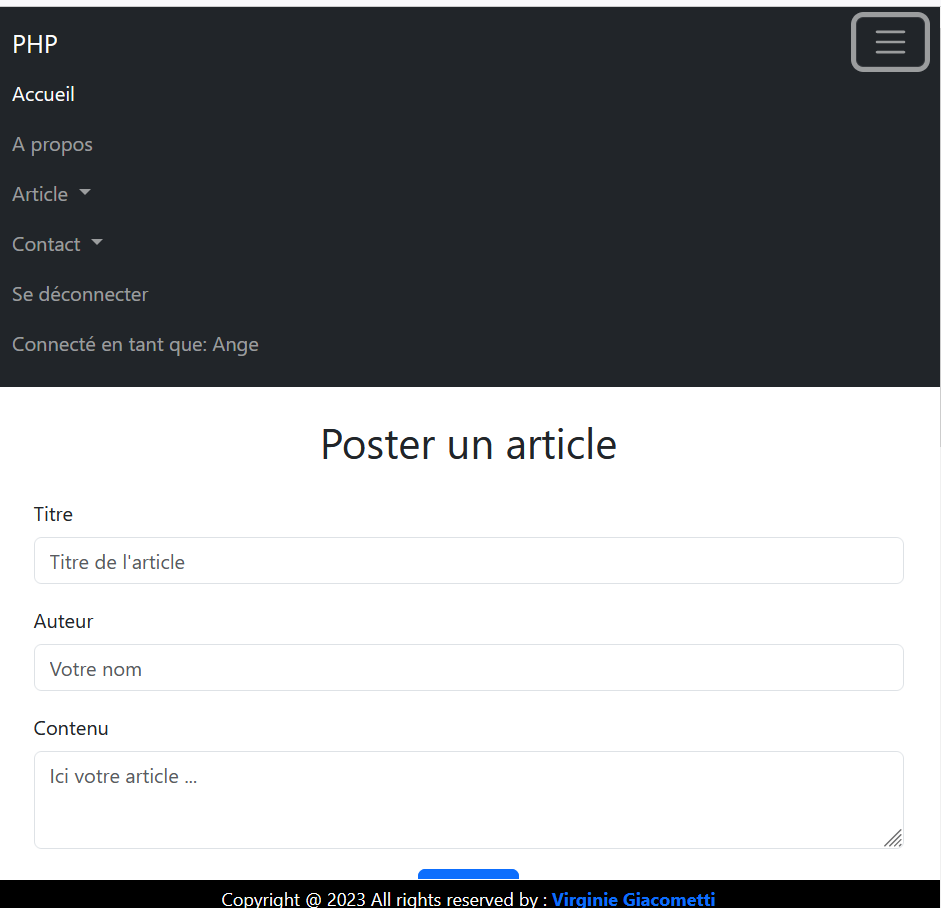 PHP
Accueil
A propos
Article
Contact
Se déconnecter
Connecté en tant que: Ange
Poster un article
Titre
Titre de l'article
Auteur
Votre nom
Contenu
Ici votre article ...
Copyright @ 2023 All rights reserved by : Virginie Giacometti